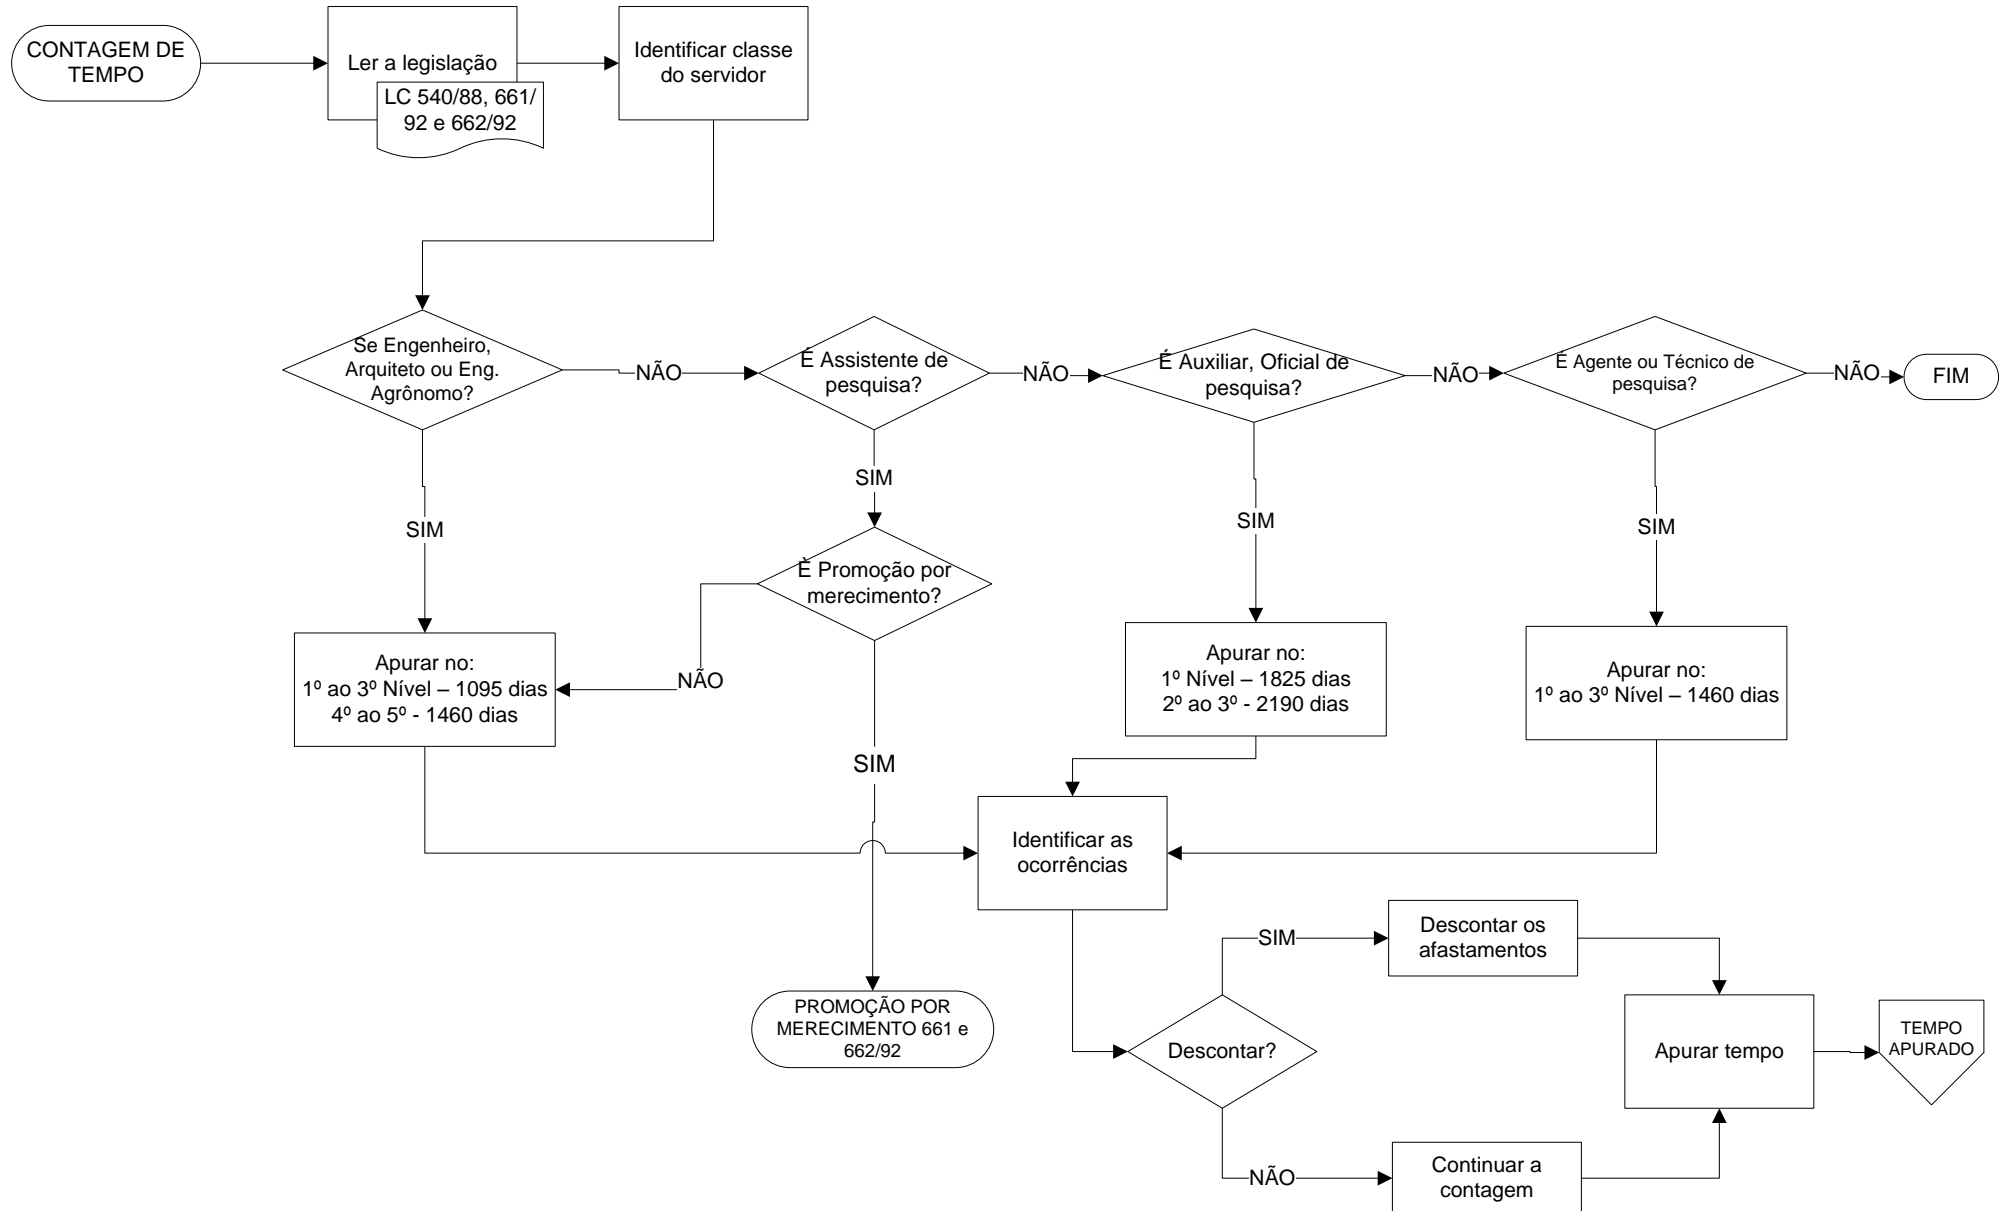 CONTAGEM DE
TEMPO
Ler a legislação
LC 540/88, 661/
92 e 662/92
Identificar classe
do servidor
Se Engenheiro,
Arquiteto ou Eng.
Agrônomo?
NÃO
É Assistente de
pesquisa?
NÃO
É Auxiliar, Oficial de
pesquisa?
NÃO
É Agente ou Técnico de
pesquisa?
NÃO
FIM
SIM
SIM
SIM
SIM
È Promoção por
merecimento?
NÃO
SIM
Apurar no:
1º ao 3º Nível – 1095 dias
4º ao 5º - 1460 dias
Apurar no:
1º Nível – 1825 dias
2º ao 3º - 2190 dias
Apurar no:
1º ao 3º Nível – 1460 dias
Identificar as
ocorrências
PROMOÇÃO POR
MERECIMENTO 661 e
662/92
Descontar?
SIM
Descontar os
afastamentos
NÃO
Continuar a
contagem
Apurar tempo
TEMPO
APURADO